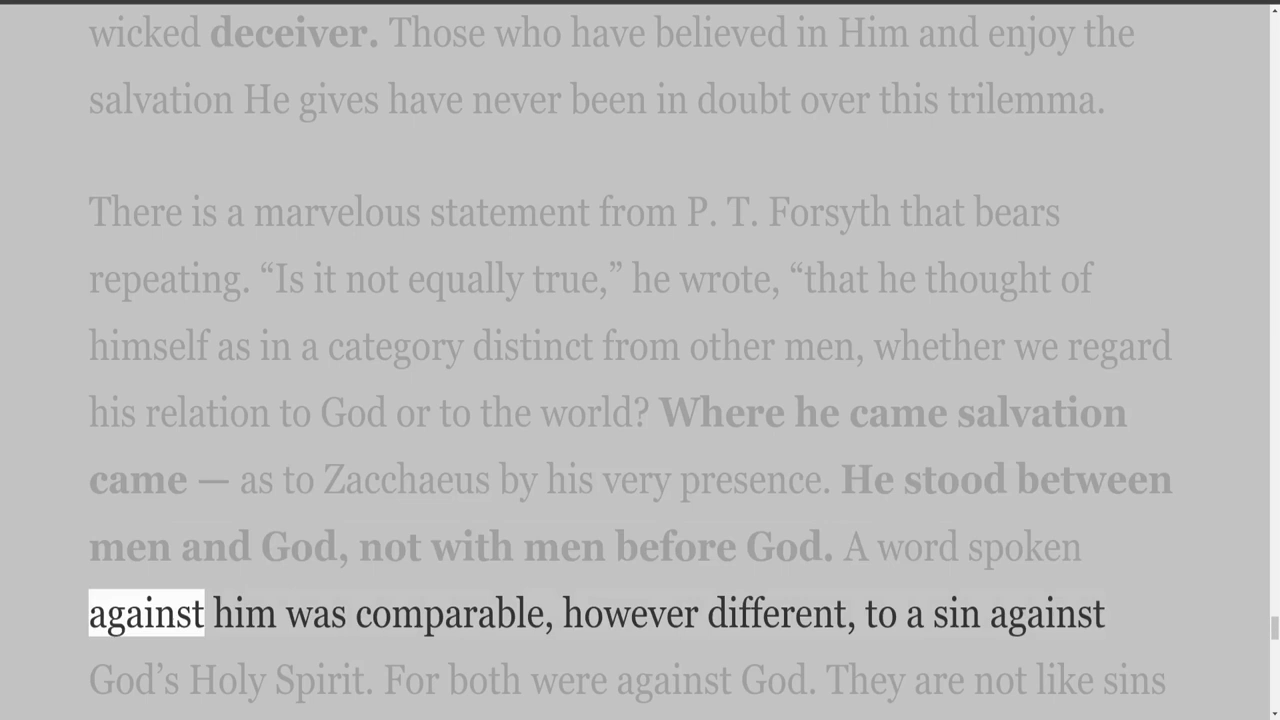 wicked deceiver. Those who have believed in Him and enjoy the
salvation He gives have never been in doubt over this trilemma.
There is a marvelous statement from P. T. Forsyth that bears
repeating. “Is it not equally true,” he wrote, “that he thought of
himself as in a category distinct from other men, whether we regard
his relation to God or to the world? Where he came salvation
came — as to Zacchaeus by his very presence. He stood between
men and God, not with men before God. A word spoken
against him was comparable, however different, to a sin against
God’s Holy Spirit. For both were against God. They are not like sins